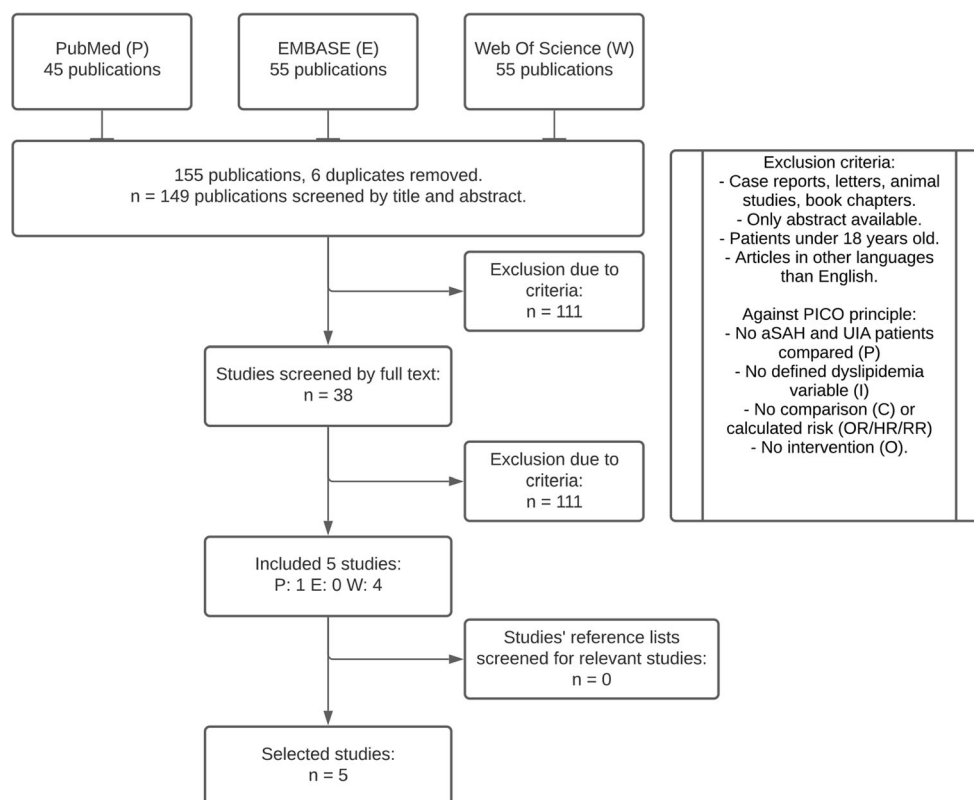 PubMed (P)
45 publications
EMBASE (E)
55 publications
Web Of Science (W)
55 publications
155 publications, 6 duplicates removed.
n = 149 publications screened by title and abstract.
Exclusion due to
criteria:
n = 111
Studies screened by full text:
n = 38
Exclusion due to
criteria:
n = 111
Included 5 studies:
P: 1 E: 0 W: 4
Studies' reference lists
screened for relevant studies:
n = 0
Selected studies:
n = 5
Exclusion criteria:
- Case reports, letters, animal
studies, book chapters.
- Only abstract available.
- Patients under 18 years old.
- Articles in other languages
than English.
Against PICO principle:
- No aSAH and UIA patients
compared (P)
- No defined dyslipidemia
variable (I)
- No comparison (C) or
calculated risk (OR/HR/RR)
- No intervention (O).